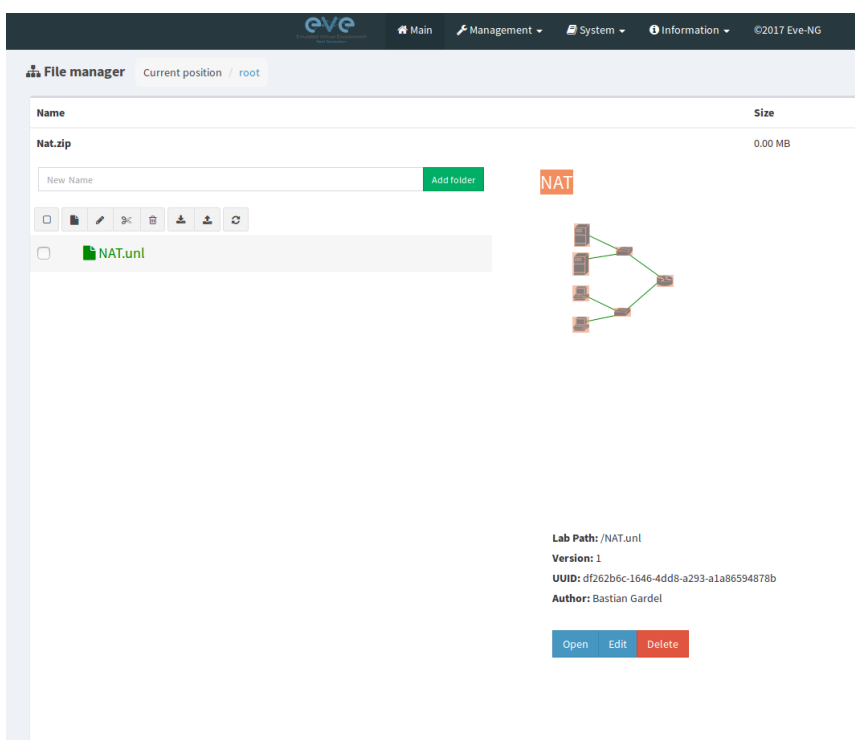 eve
Main
Management
System
Information
©2017 Eve-NG
File manager
Current position / root
Name
Size
Nat.zip
0.00 MB
New Name
Add folder
NAT
NAT.unl
Lab Path: /NAT.unl
Version: 1
UUID: df262b6c-1646-4dd8-a293-a1a86594878b
Author: Bastian Gardel
Open
Edit
Delete